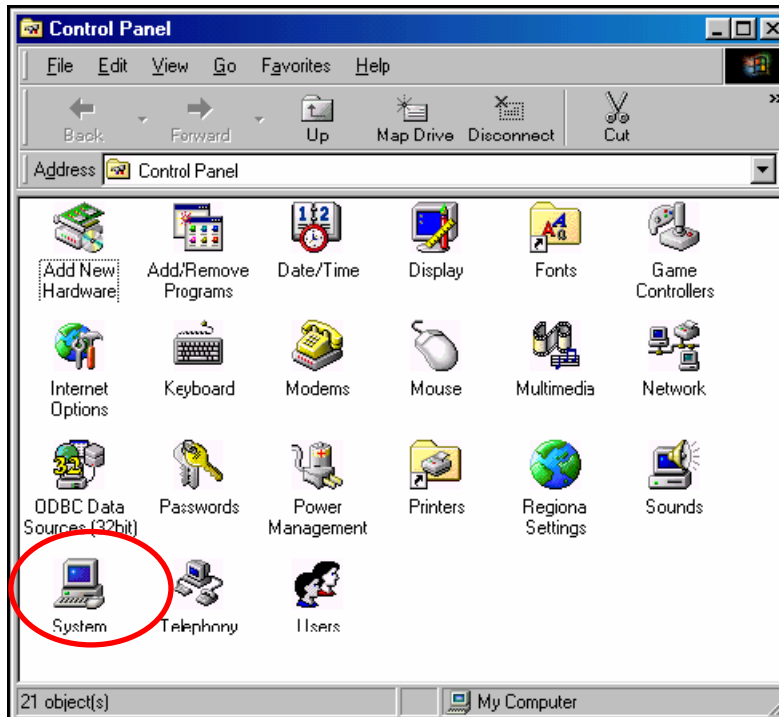 Control Panel
File Edit View Go Favorites Help
Back Forward Up Map Drive Disconnect Cut
Address Control Panel
Add New Hardware
Add/Remove Programs
Date/Time
Display
Fonts
Game Controllers
Internet Options
Keyboard
Modems
Mouse
Multimedia
Network
ODBC Data Sources (32bit)
Passwords
Power Management
Printers
Regiona Settings
Sounds
System
Telephony
Users
21 object(s)
My Computer